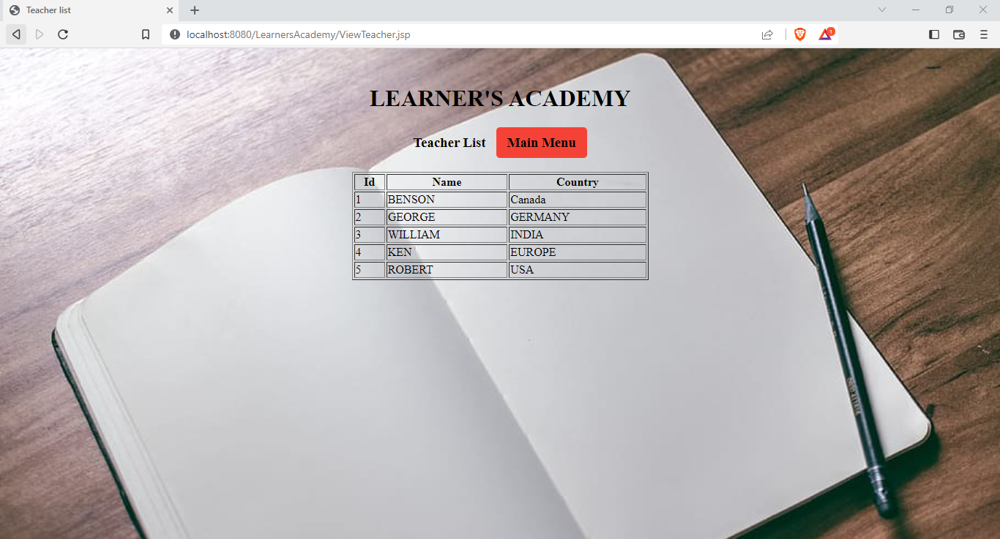 Teacher list
localhost:8080/LearnersAcademy/ViewTeacher.jsp
1
LEARNER'S ACADEMY
Teacher List Main Menu
Id Name Country
1 BENSON Canada
2 GEORGE GERMANY
3 WILLIAM INDIA
4 KEN EUROPE
5 ROBERT USA